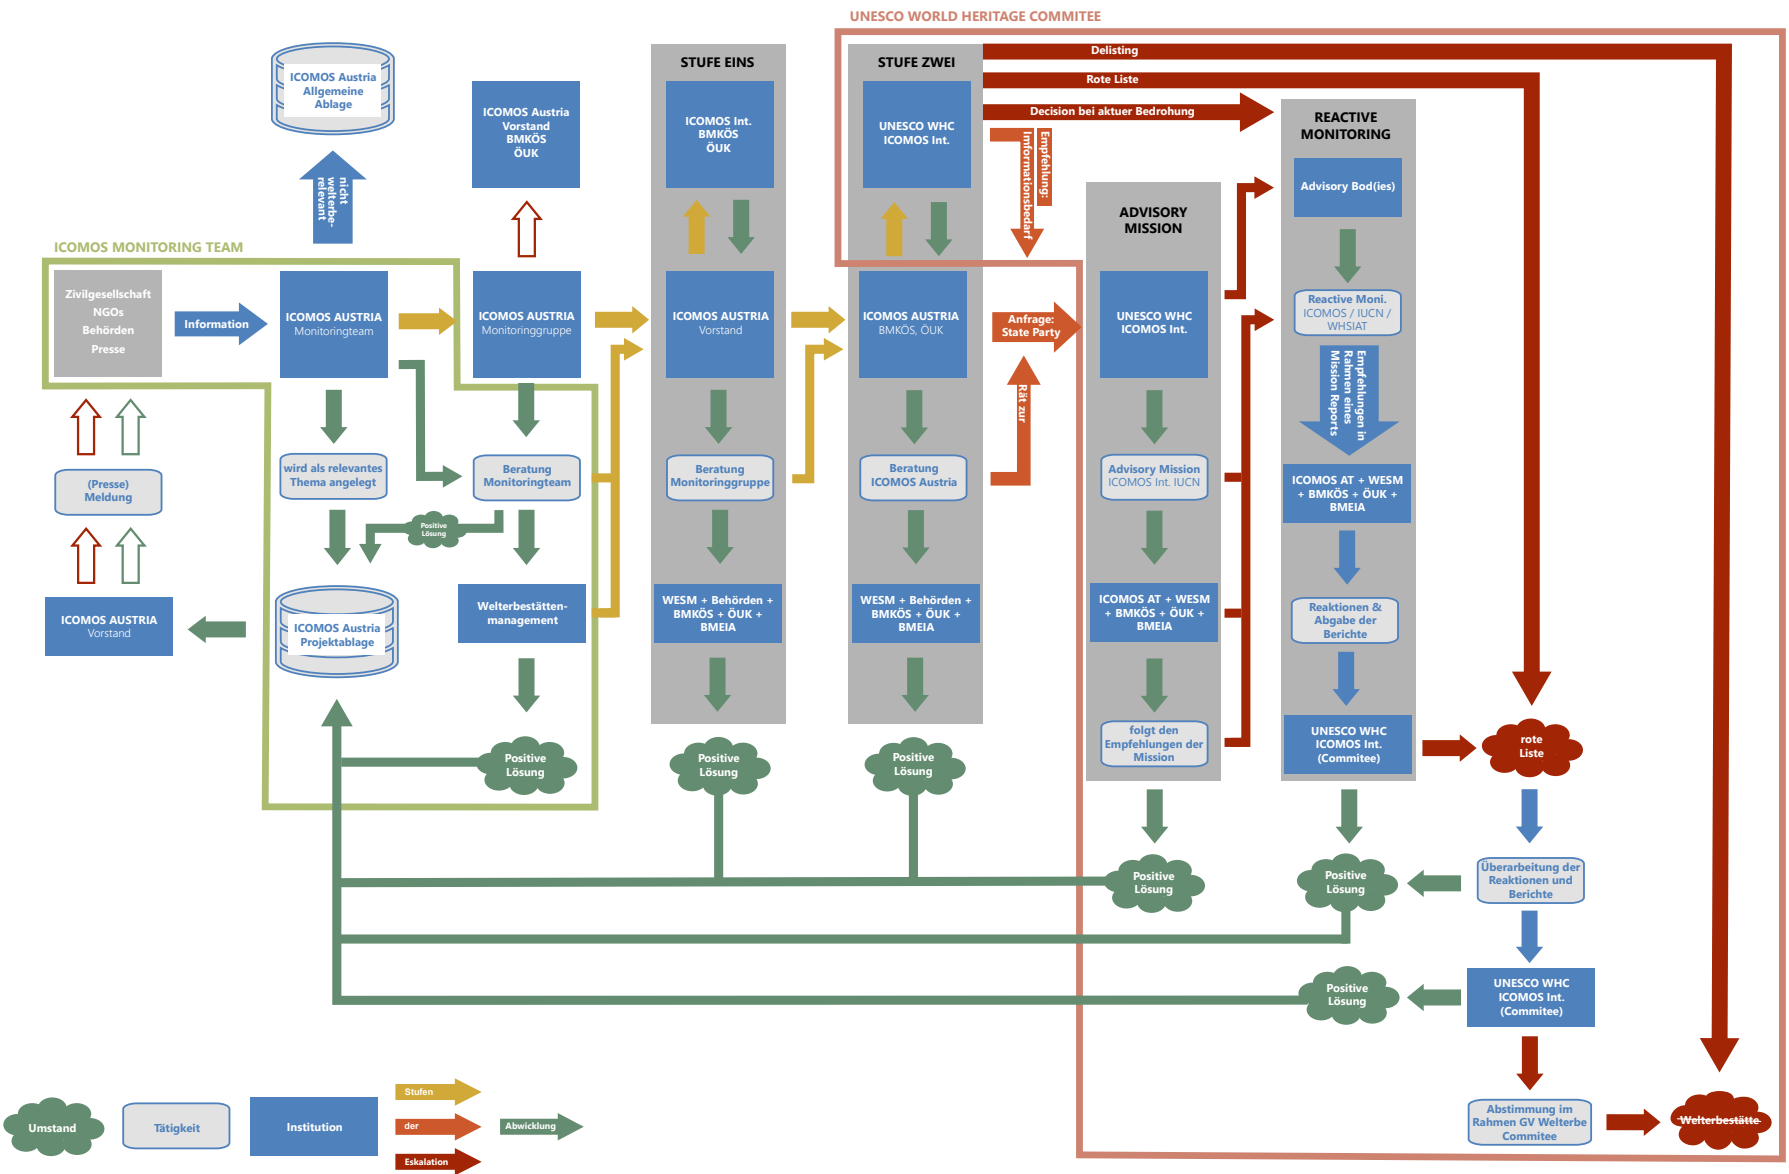 UNESCO WORLD HERITAGE COMMITEE
Delisting
Rote Liste
Decision bei aktuer Bedrohung
Empfehlung:
Imformationsbedarf
ICOMOS Austria
Allgemeine
Ablage
nicht
welterbe-
relevant
ICOMOS Austria
Vorstand
BMKÖS
ÖUK
STUFE EINS
ICOMOS Int.
BMKÖS
ÖUK
STUFE ZWEI
UNESCO WHC
ICOMOS Int.
REACTIVE
MONITORING
Advisory Bod(ies)
ADVISORY
MISSION
ICOMOS MONITORING TEAM
Zivilgesellschaft
NGOs
Behörden
Presse
Information
ICOMOS AUSTRIA
Monitoringteam
ICOMOS AUSTRIA
Monitoringgruppe
ICOMOS AUSTRIA
Vorstand
ICOMOS AUSTRIA
BMKÖS, ÖUK
Anfrage:
State Party
Rät zur
UNESCO WHC
ICOMOS Int.
Reactive Moni.
ICOMOS / IUCN /
WHSIAT
Empfehlungen in
Rahmen eines
Mission Reports
(Presse)
Meldung
wird als relevantes
Thema angelegt
Beratung
Monitoringteam
Beratung
Monitoringgruppe
Beratung
ICOMOS Austria
Advisory Mission
ICOMOS Int. IUCN
ICOMOS AT + WESM
+ BMKÖS + ÖUK +
BMEIA
Positive
Lösung
ICOMOS AUSTRIA
Vorstand
ICOMOS Austria
Projektablage
Welterbestätten-
management
WESM + Behörden +
BMKÖS + ÖUK +
BMEIA
WESM + Behörden +
BMKÖS + ÖUK +
BMEIA
ICOMOS AT + WESM
+ BMKÖS + ÖUK +
BMEIA
Reaktionen &
Abgabe der
Berichte
Positive
Lösung
Positive
Lösung
Positive
Lösung
folgt den
Empfehlungen der
Mission
UNESCO WHC
ICOMOS Int.
(Commitee)
rote
Liste
Positive
Lösung
Positive
Lösung
Überarbeitung der
Reaktionen und
Berichte
Positive
Lösung
UNESCO WHC
ICOMOS Int.
(Commitee)
Abstimmung im
Rahmen GV Welterbe
Commitee
Welterbestätte
Umstand
Tätigkeit
Institution
Stufen
der
Eskalation
Abwicklung